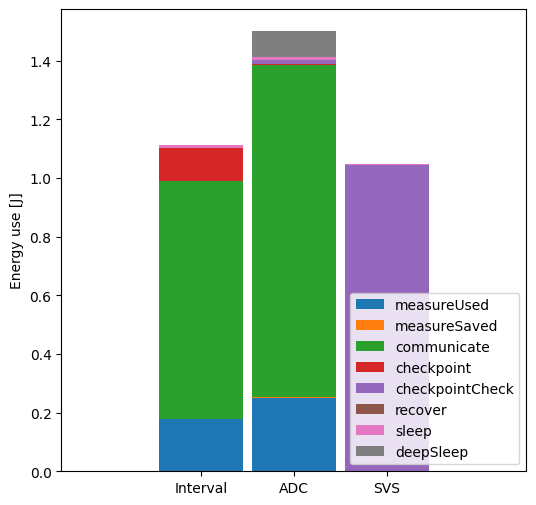 Energy use [J]
1.4
1.2
1.0
0.8
0.6
0.4
0.2
0.0
measureUsed
measureSaved
communicate
checkpoint
checkpointCheck
recover
sleep
deepSleep
Interval ADC SVS